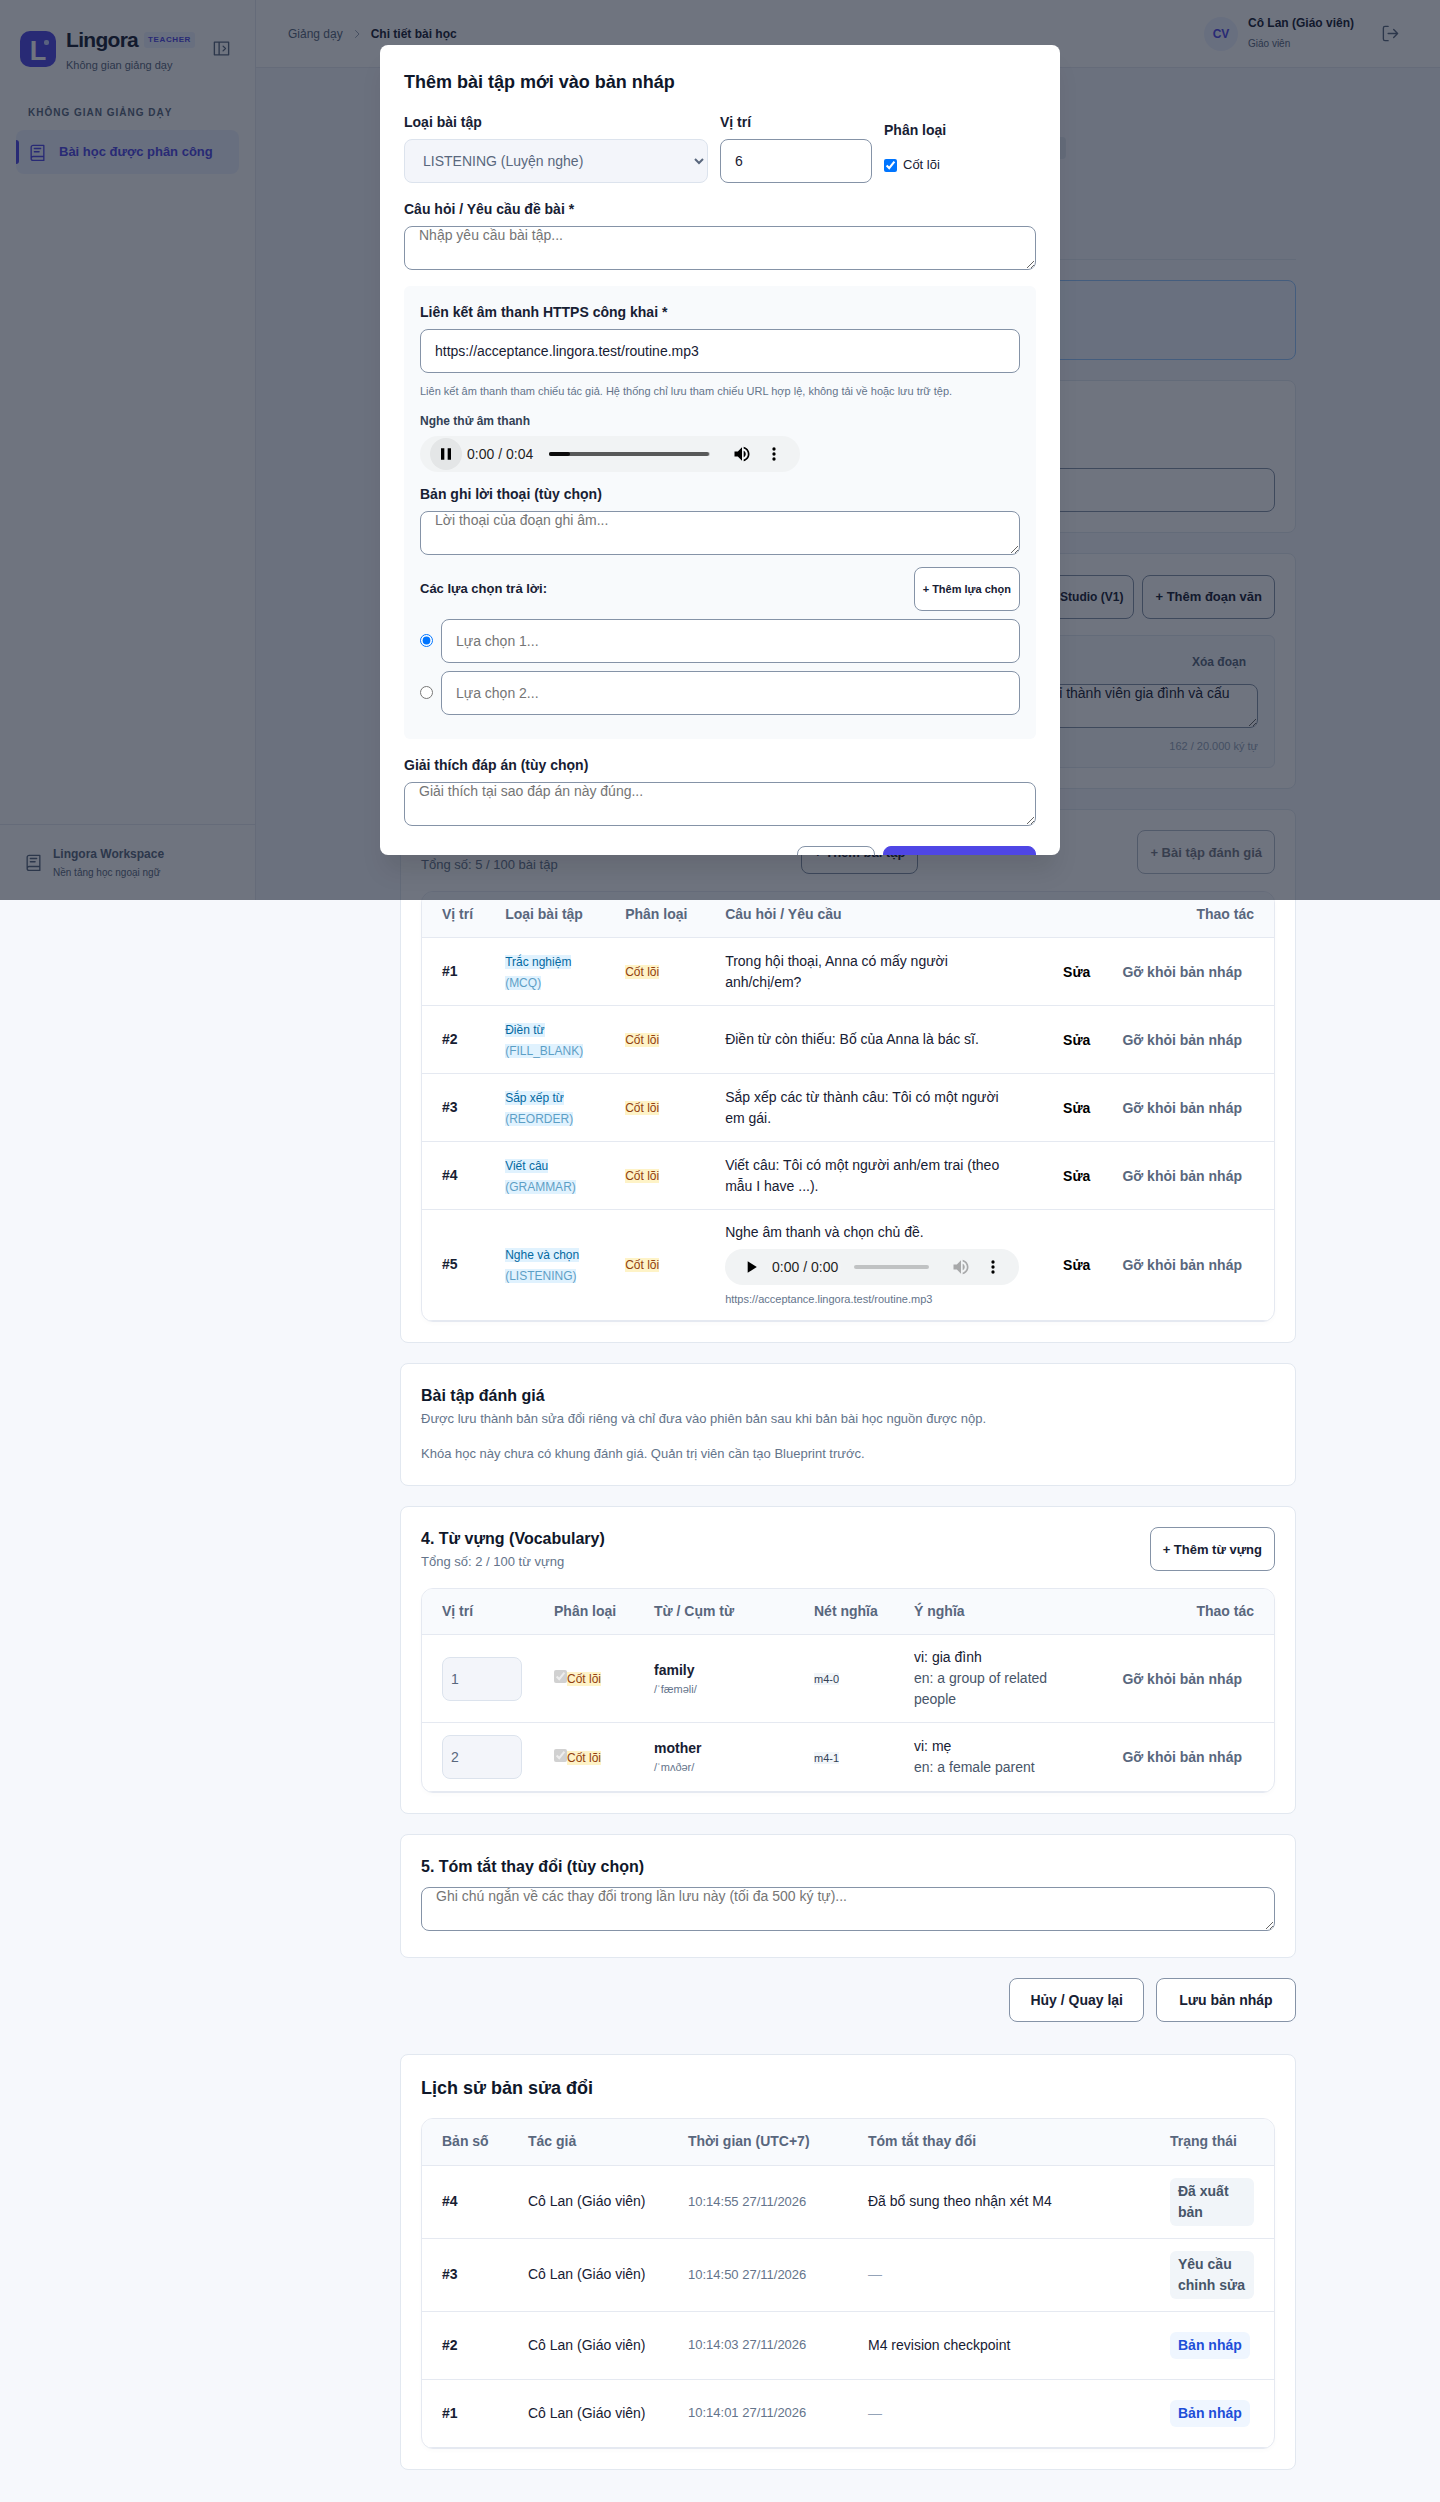 Lingora TEACHER
Không gian giảng dạy
KHÔNG GIAN GIẢNG DẠY
Bài học được phân công
Lingora Workspace
Nền tảng học ngoại ngữ
Giảng dạy > Chi tiết bài học
CV
Cô Lan (Giáo viên)
Giáo viên
Thêm bài tập mới vào bản nháp
Loại bài tập
LISTENING (Luyện nghe)
Vị trí
6
Phân loại
Cốt lõi
Câu hỏi / Yêu cầu đề bài *
Nhập yêu cầu bài tập...
Liên kết âm thanh HTTPS công khai *
https://acceptance.lingora.test/routine.mp3
Liên kết âm thanh tham chiếu tác giả. Hệ thống chỉ lưu tham chiếu URL hợp lệ, không tải về hoặc lưu trữ tệp.
Nghe thử âm thanh
0:00 / 0:04
Bản ghi lời thoại (tùy chọn)
Lời thoại của đoạn ghi âm...
Các lựa chọn trả lời:
+ Thêm lựa chọn
Lựa chọn 1...
Lựa chọn 2...
Giải thích đáp án (tùy chọn)
Giải thích tại sao đáp án này đúng...
Studio (V1)
+ Thêm đoạn văn
Xóa đoạn
thành viên gia đình và cấu
162 / 20.000 ký tự
Tổng số: 5 / 100 bài tập
+ Thêm bài tập
+ Bài tập đánh giá
Vị trí Loại bài tập Phân loại Câu hỏi / Yêu cầu Thao tác
#1 Trắc nghiệm (MCQ) Cốt lõi Trong hội thoại, Anna có mấy người anh/chị/em? Sửa Gỡ khỏi bản nháp
#2 Điền từ (FILL_BLANK) Cốt lõi Điền từ còn thiếu: Bố của Anna là bác sĩ. Sửa Gỡ khỏi bản nháp
#3 Sắp xếp từ (REORDER) Cốt lõi Sắp xếp các từ thành câu: Tôi có một người em gái. Sửa Gỡ khỏi bản nháp
#4 Viết câu (GRAMMAR) Cốt lõi Viết câu: Tôi có một người anh/em trai (theo mẫu I have ...). Sửa Gỡ khỏi bản nháp
#5 Nghe và chọn (LISTENING) Cốt lõi Nghe âm thanh và chọn chủ đề. Sửa Gỡ khỏi bản nháp
0:00 / 0:00
https://acceptance.lingora.test/routine.mp3
Bài tập đánh giá
Được lưu thành bản sửa đổi riêng và chỉ đưa vào phiên bản sau khi bản bài học nguồn được nộp.
Khóa học này chưa có khung đánh giá. Quản trị viên cần tạo Blueprint trước.
4. Từ vựng (Vocabulary)
Tổng số: 2 / 100 từ vựng
+ Thêm từ vựng
Vị trí Phân loại Từ / Cụm từ Nét nghĩa Ý nghĩa Thao tác
1 Cốt lõi family /ˈfæməli/ m4-0 vi: gia đình en: a group of related people Gỡ khỏi bản nháp
2 Cốt lõi mother /ˈmʌðər/ m4-1 vi: mẹ en: a female parent Gỡ khỏi bản nháp
5. Tóm tắt thay đổi (tùy chọn)
Ghi chú ngắn về các thay đổi trong lần lưu này (tối đa 500 ký tự)...
Hủy / Quay lại
Lưu bản nháp
Lịch sử bản sửa đổi
Bản số Tác giả Thời gian (UTC+7) Tóm tắt thay đổi Trạng thái
#4 Cô Lan (Giáo viên) 10:14:55 27/11/2026 Đã bổ sung theo nhận xét M4 Đã xuất bản
#3 Cô Lan (Giáo viên) 10:14:50 27/11/2026 — Yêu cầu chỉnh sửa
#2 Cô Lan (Giáo viên) 10:14:03 27/11/2026 M4 revision checkpoint Bản nháp
#1 Cô Lan (Giáo viên) 10:14:01 27/11/2026 — Bản nháp